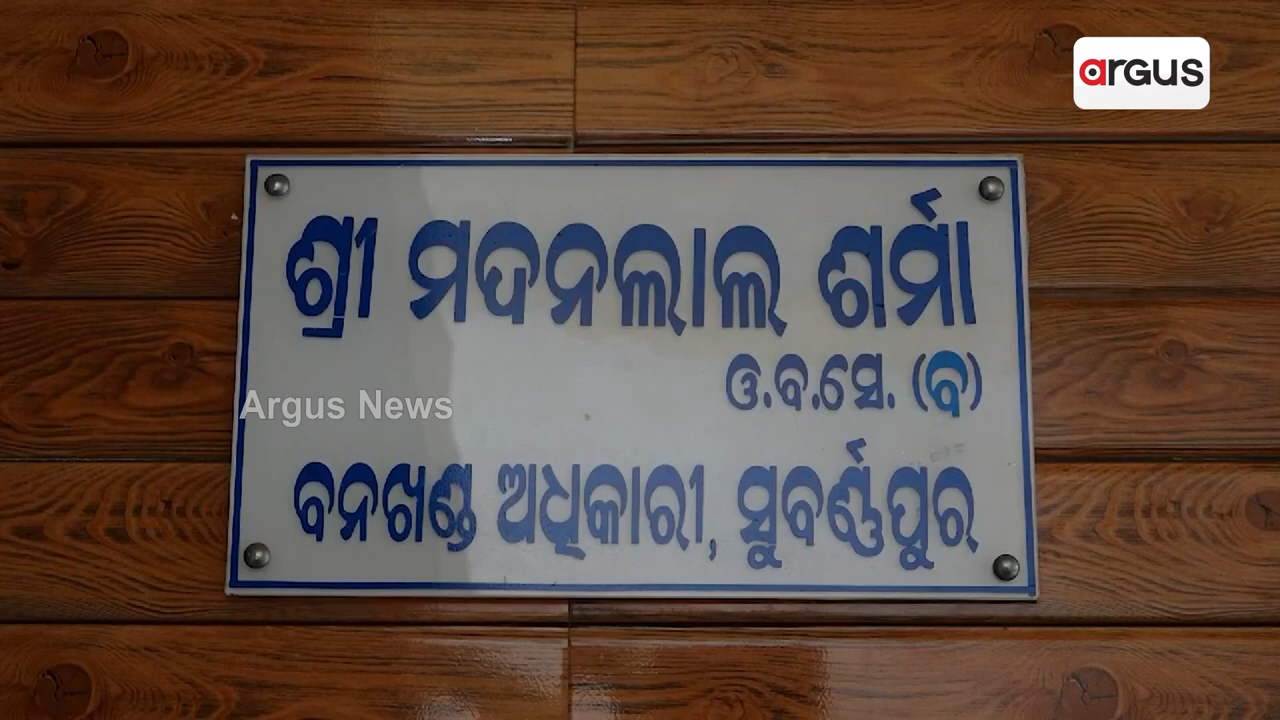 argus
ଶ୍ରୀ ମଦନଲାଲ ଶର୍ମା
ଓ.ବ.ସେ. (ବ)
Argus News
ବନଖଣ୍ଡ ଅଧିକାରୀ, ସୁବର୍ଣ୍ଣପୁର